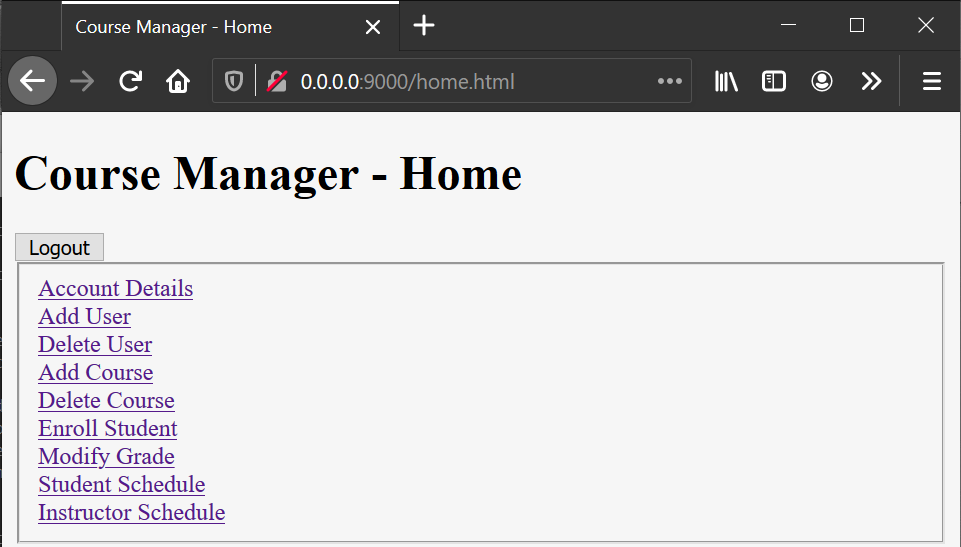 Course Manager - Home
0.0.0.0:9000/home.html
Course Manager - Home
Logout
Account Details
Add User
Delete User
Add Course
Delete Course
Enroll Student
Modify Grade
Student Schedule
Instructor Schedule